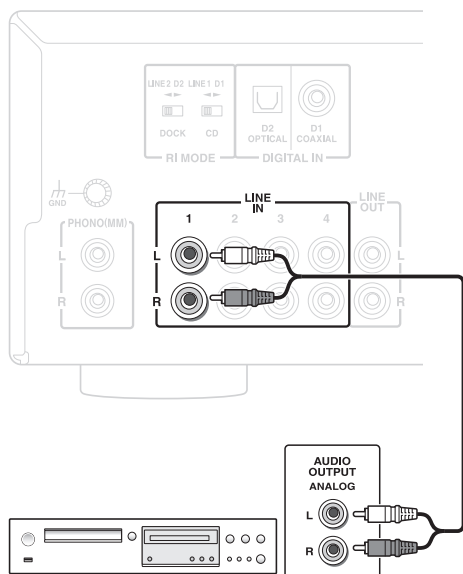 LINE2 D2 LINE1 D1
DOCK CD
RI MODE
D2 OPTICAL
D1 COAXIAL
DIGITAL IN
GND
PHONO(MM)
L
R
LINE IN
1 2 3 4
L
R
LINE OUT
L
R
AUDIO
OUTPUT
ANALOG
L
R